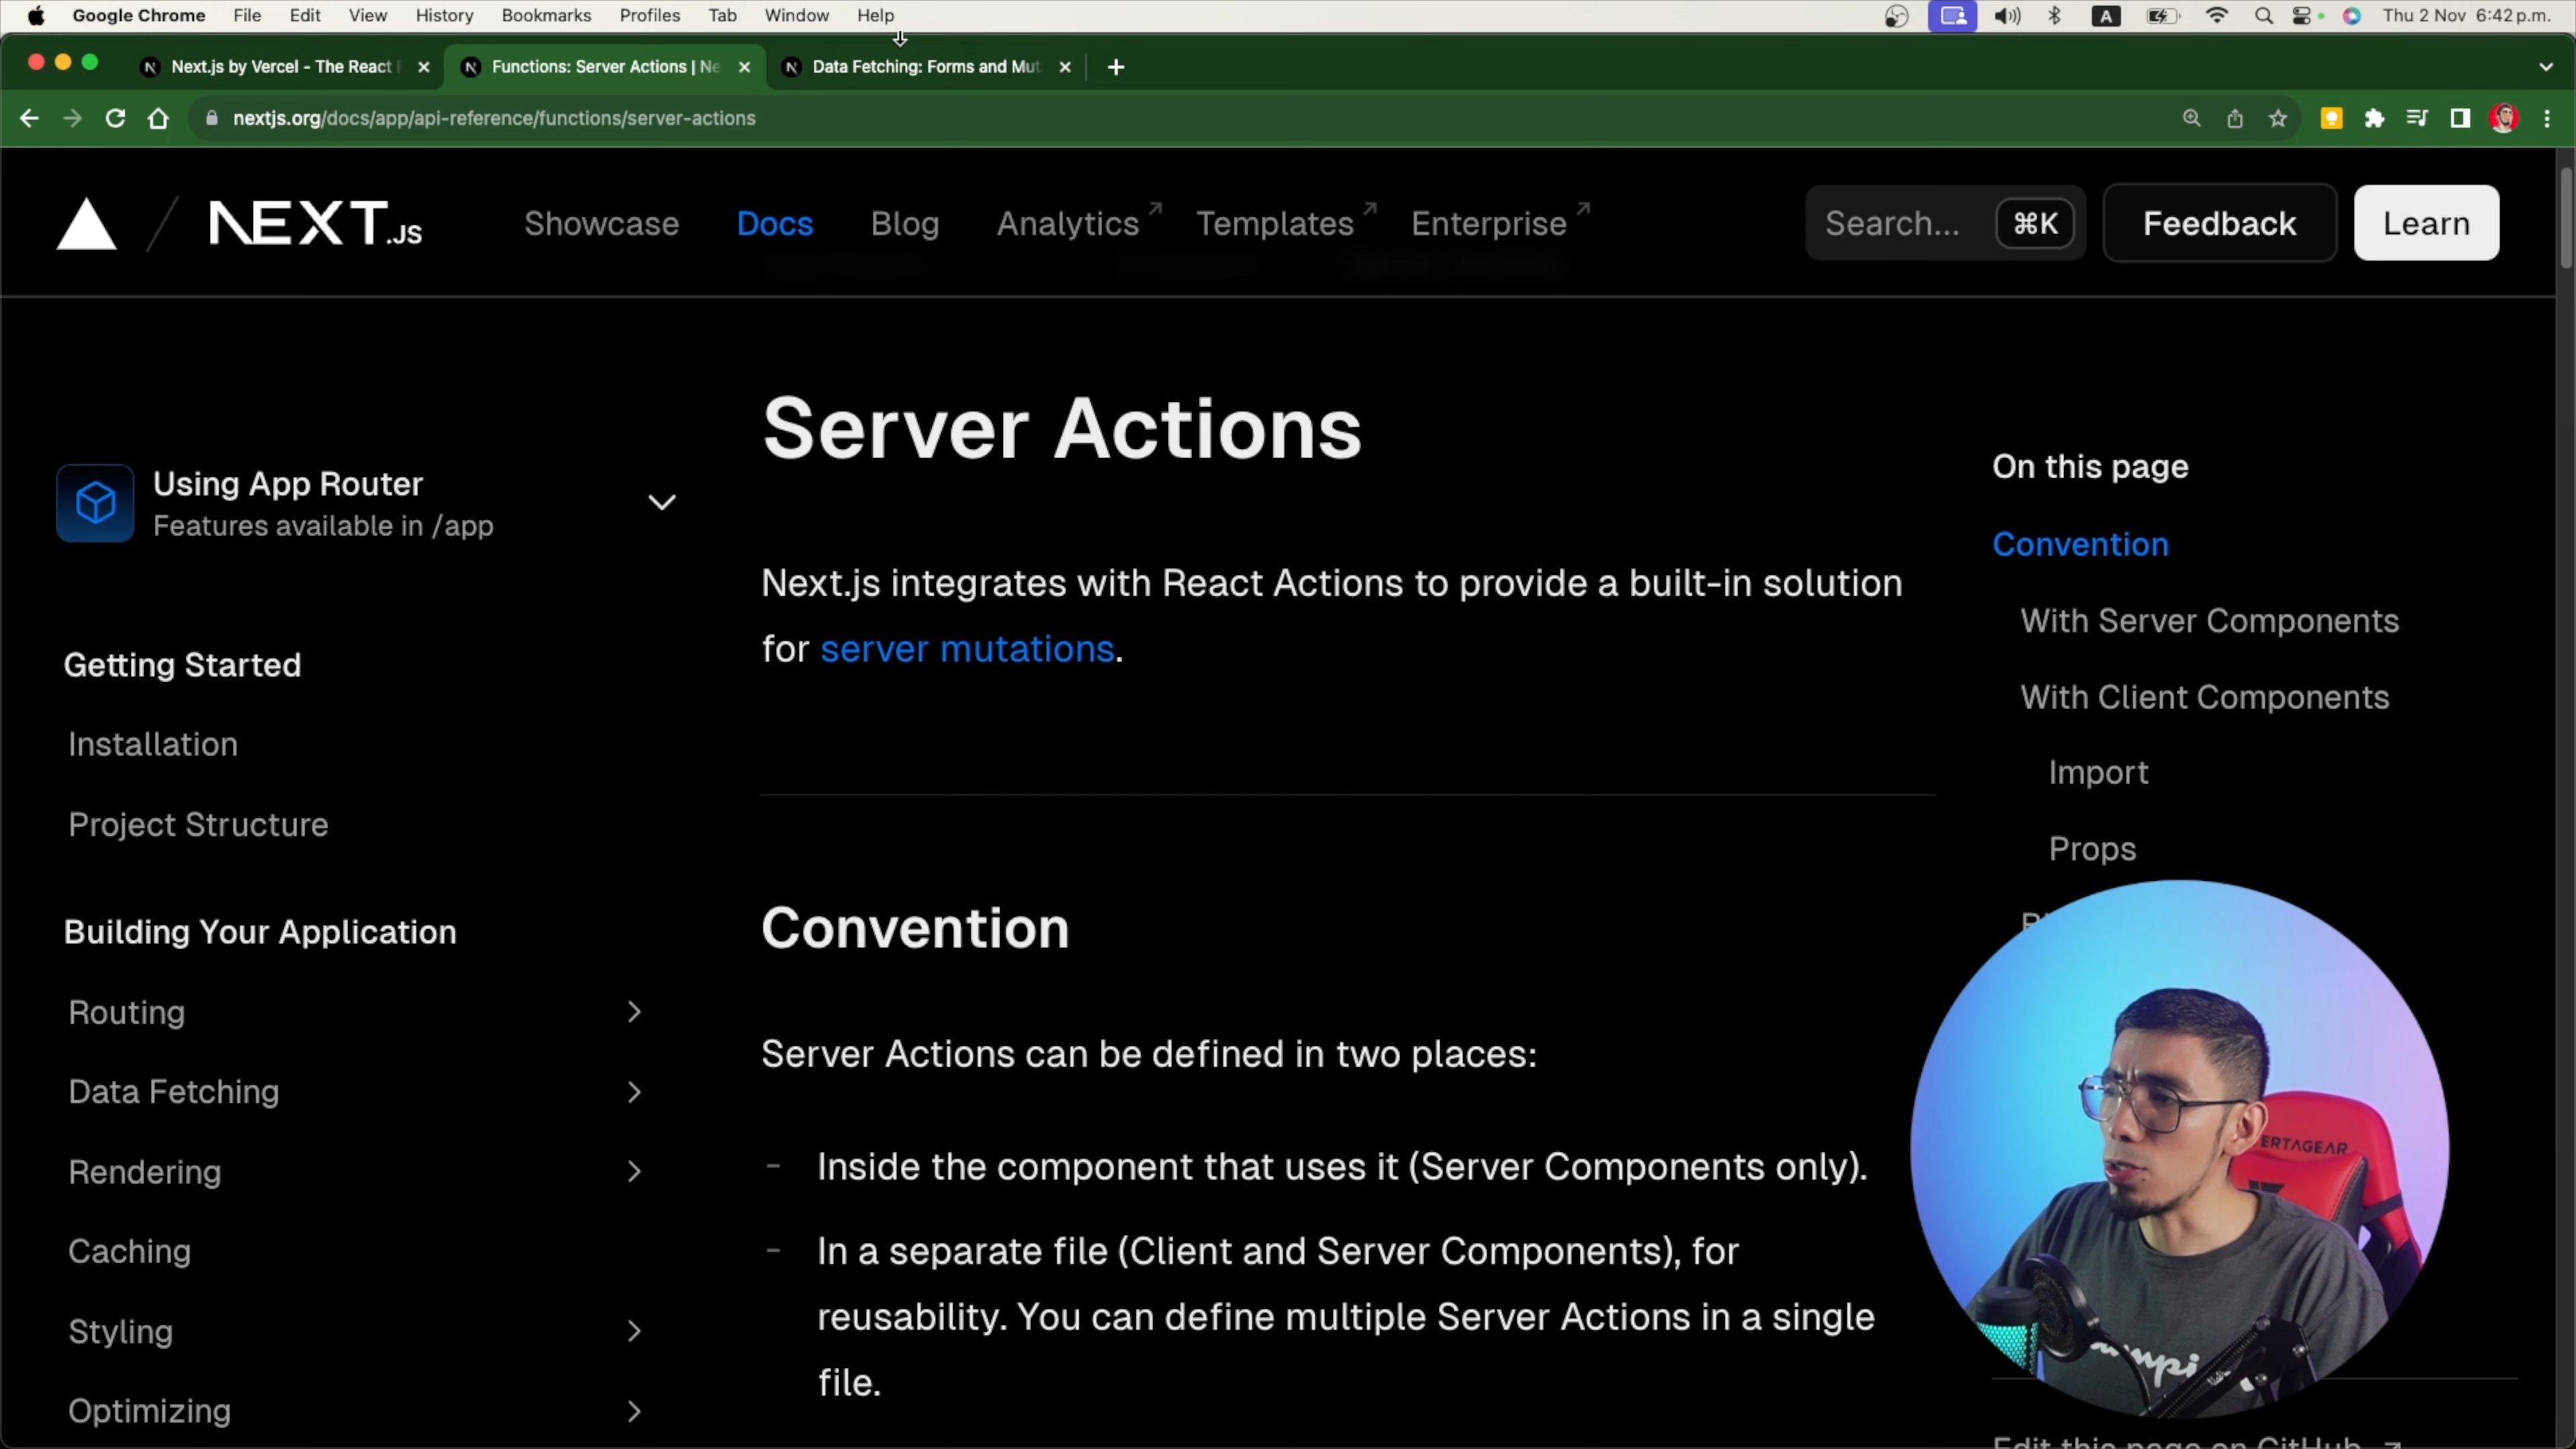 Google Chrome File Edit View History Bookmarks Profiles Tab Window Help A Thu 2 Nov 6:42 p.m.
Next.js by Vercel - The React Functions: Server Actions | Ne Data Fetching: Forms and Mut
nextjs.org/docs/app/api-reference/functions/server-actions
NEXT.JS Showcase Docs Blog Analytics Templates Enterprise Search... ⌘K Feedback Learn
Using App Router
Features available in /app
Getting Started
Installation
Project Structure
Building Your Application
Routing
Data Fetching
Rendering
Caching
Styling
Optimizing
Server Actions
Next.js integrates with React Actions to provide a built-in solution
for server mutations.
Convention
Server Actions can be defined in two places:
- Inside the component that uses it (Server Components only).
- In a separate file (Client and Server Components), for
reusability. You can define multiple Server Actions in a single
file.
On this page
Convention
With Server Components
With Client Components
Import
Props
ERTAGEAR
Edit this page on GitHub